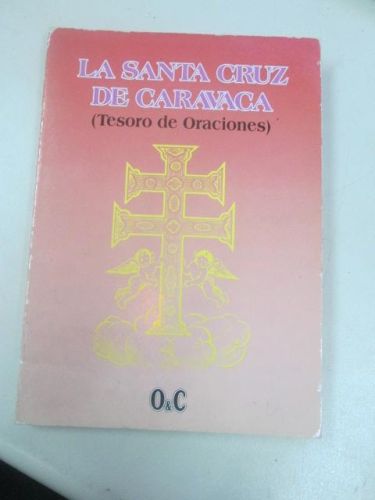 LA SANTA CRUZ
DE CARAVACA
(Tesoro de Oraciones)
O&C